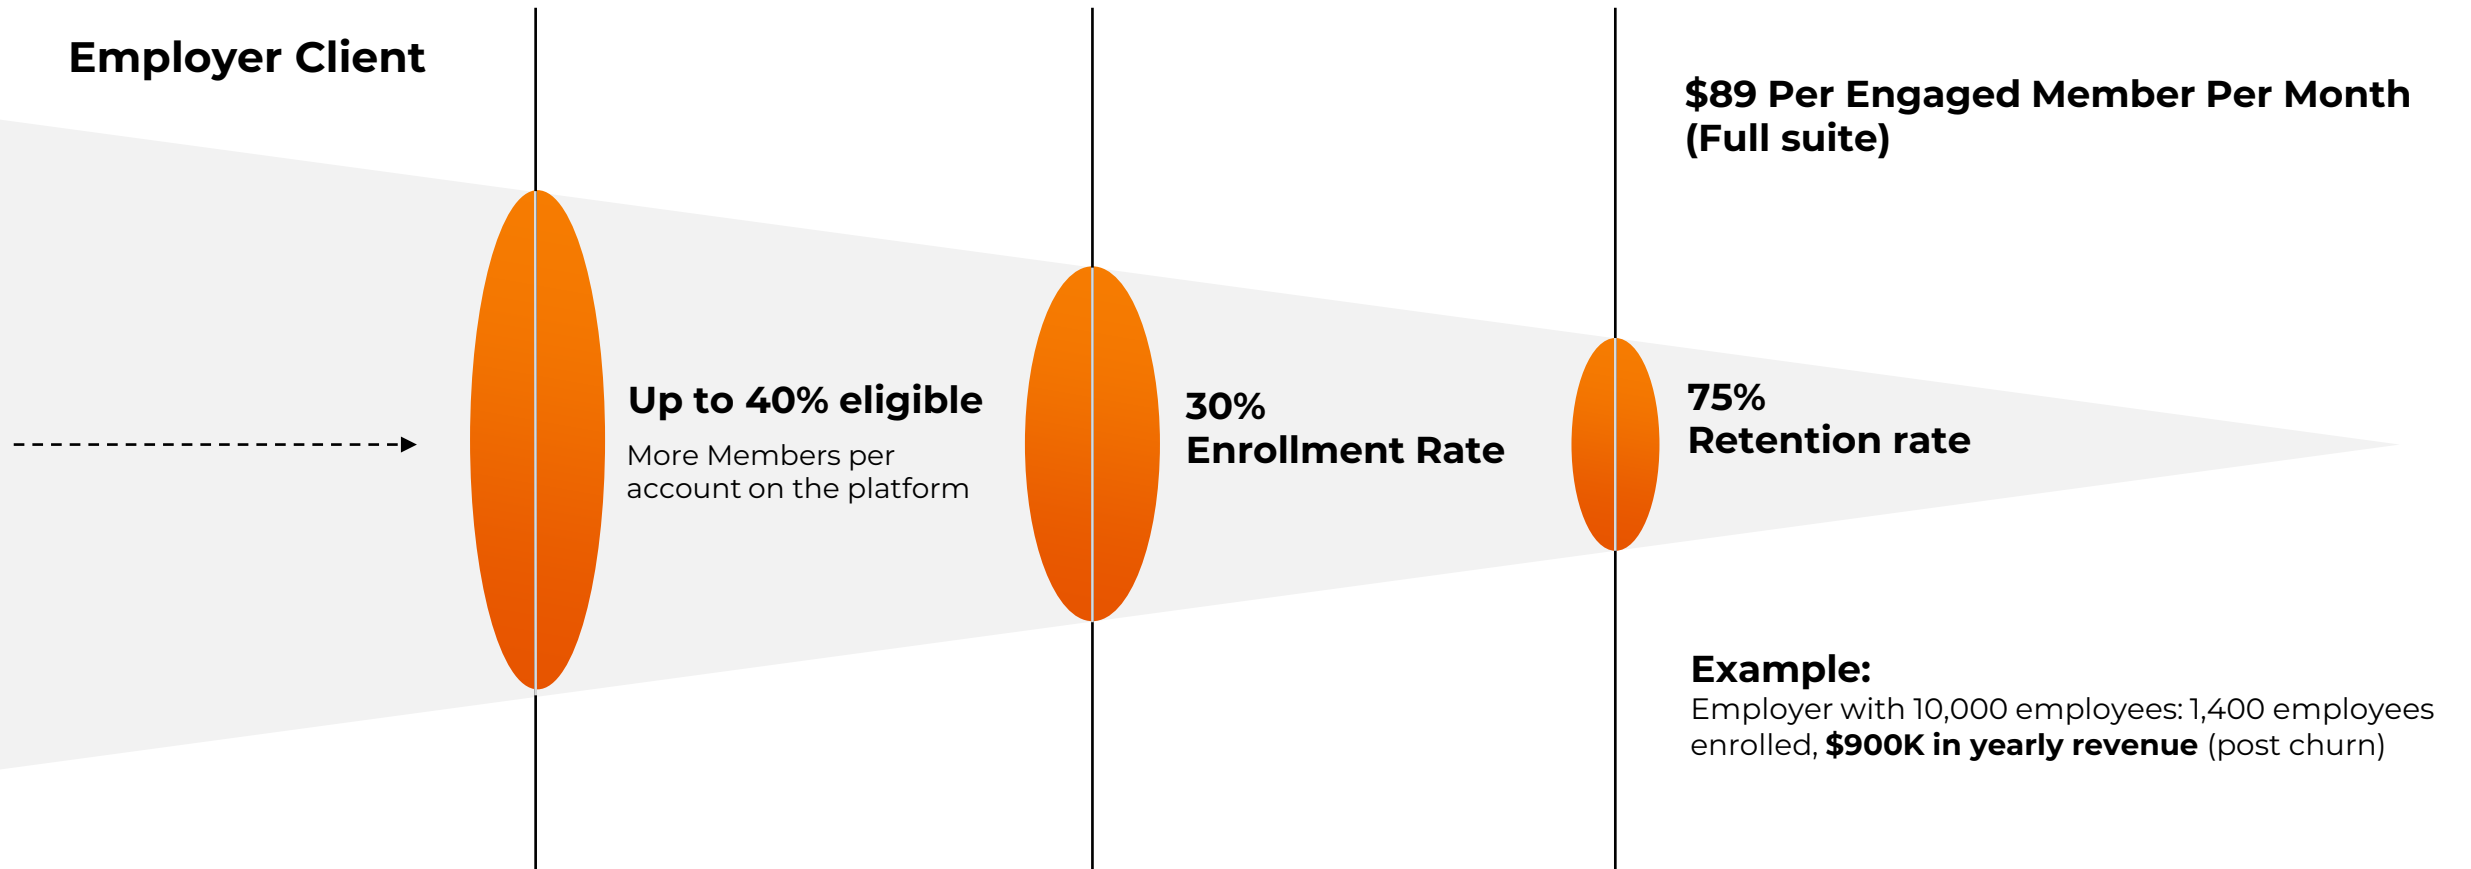 Employer Client
Up to 40% eligible
More Members per
account on the platform
30%
Enrollment Rate
$89 Per Engaged Member Per Month
(Full suite)
75%
Retention rate
Example:
Employer with 10,000 employees: 1,400 employees
enrolled, $900K in yearly revenue (post churn)